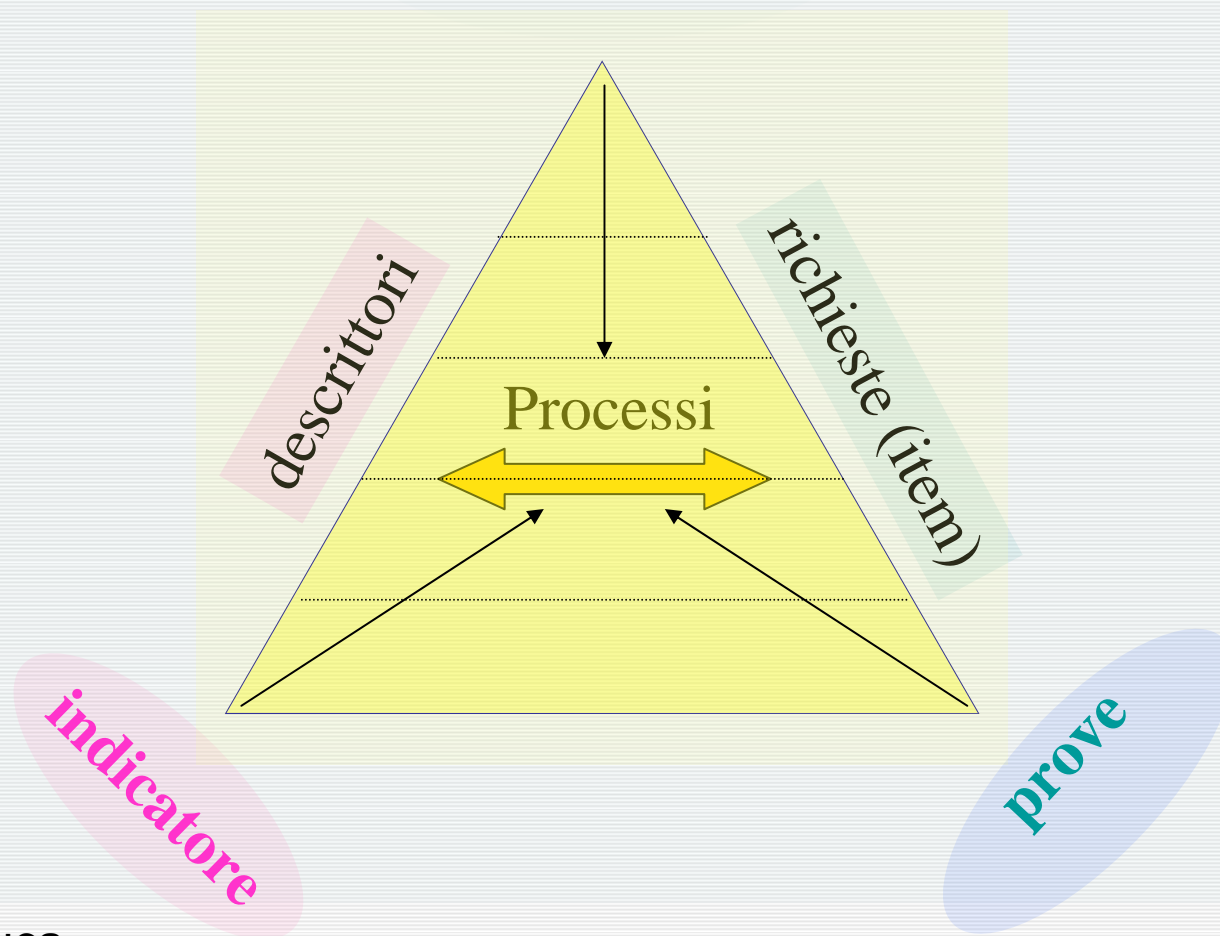 descrittori
richieste (item)
Processi
indicatore
prove